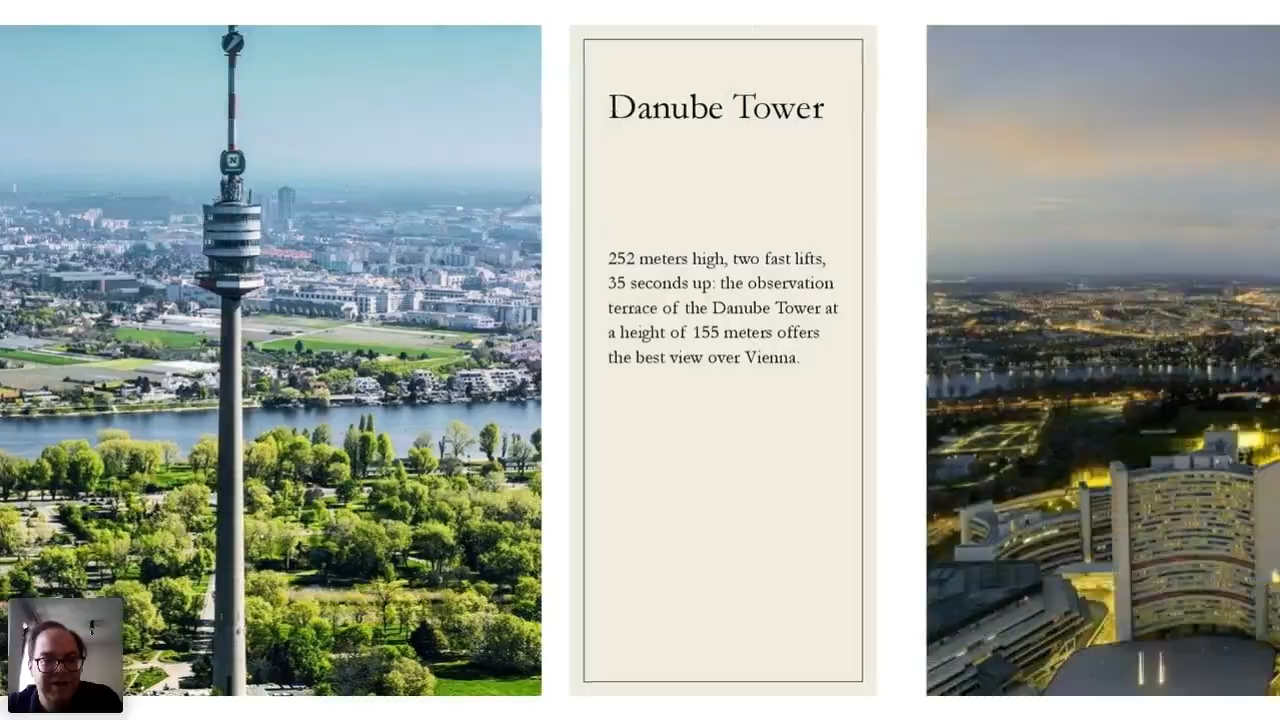 N
Danube Tower
252 meters high, two fast lifts,
35 seconds up: the observation
terrace of the Danube Tower at
a height of 155 meters offers
the best view over Vienna.